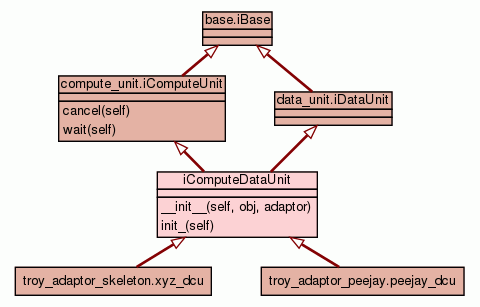 base.iBase
compute_unit.iComputeUnit
cancel(self)
wait(self)
data_unit.iDataUnit
iComputeDataUnit
__init__(self, obj, adaptor)
init_(self)
troy_adaptor_skeleton.xyz_dcu
troy_adaptor_peejay.peejay_dcu